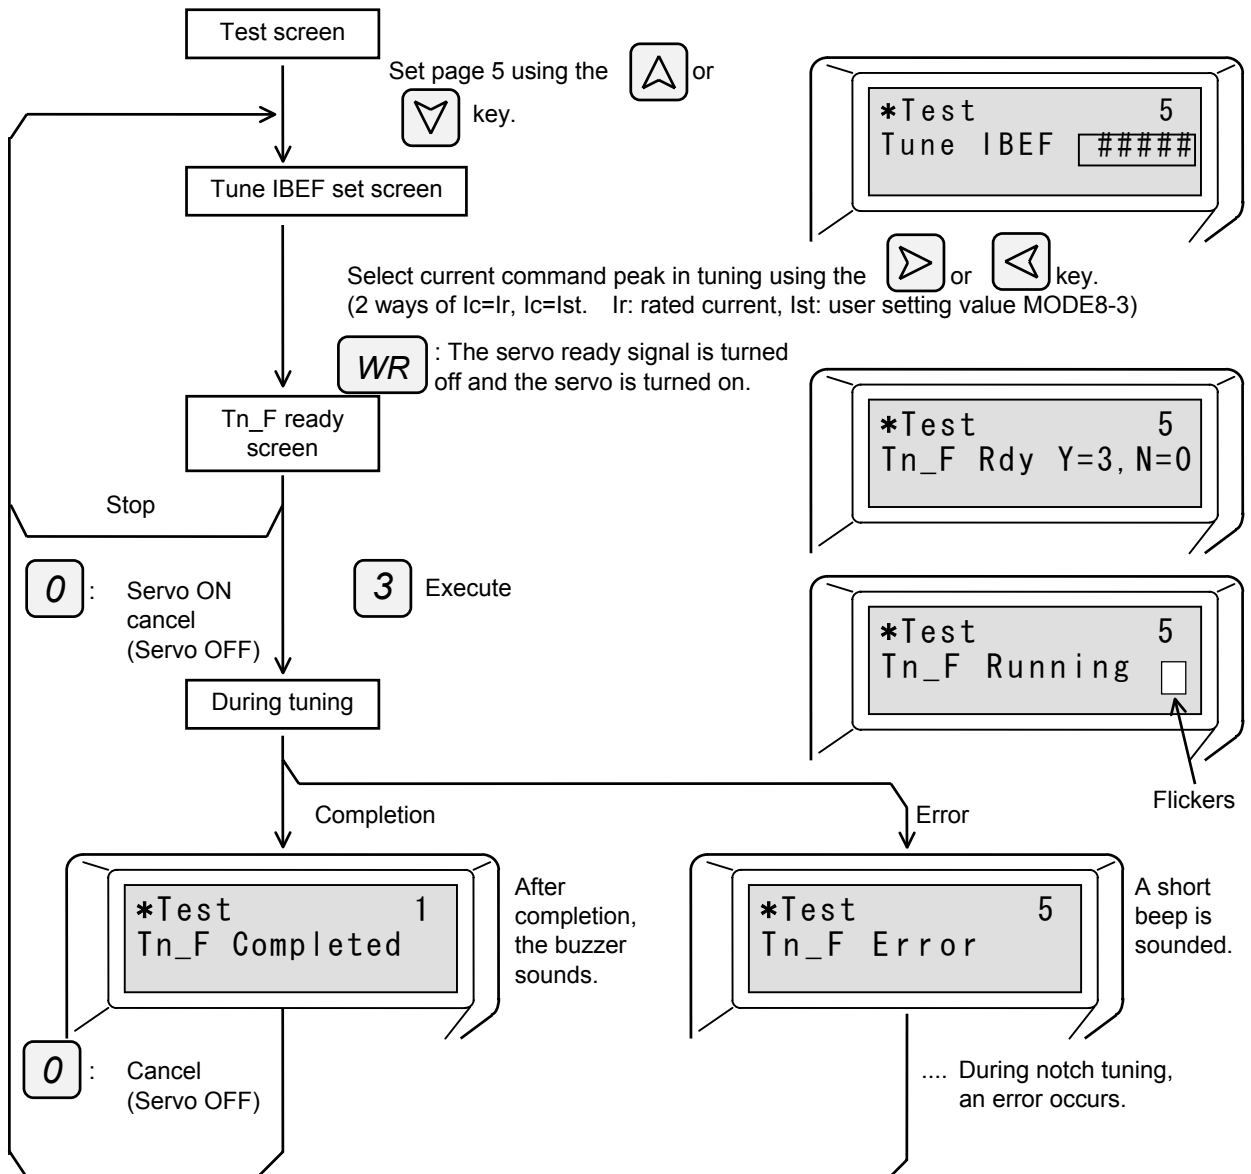 Test screen
Set page 5 using the or
key.
*Test 5
Tune IBEF #####
Tune IBEF set screen
Select current command peak in tuning using the or key.
(2 ways of Ic=Ir, Ic=Ist. Ir: rated current, Ist: user setting value MODE8-3)
WR : The servo ready signal is turned
off and the servo is turned on.
Tn_F ready
screen
*Test 5
Tn_F Rdy Y=3,N=0
Stop
0 : Servo ON
cancel
(Servo OFF)
3 Execute
*Test 5
Tn_F Running
Flickers
During tuning
Completion
Error
*Test 1
Tn_F Completed
After
completion,
the buzzer
sounds.
*Test 5
Tn_F Error
A short
beep is
sounded.
0 : Cancel
(Servo OFF)
.... During notch tuning,
an error occurs.